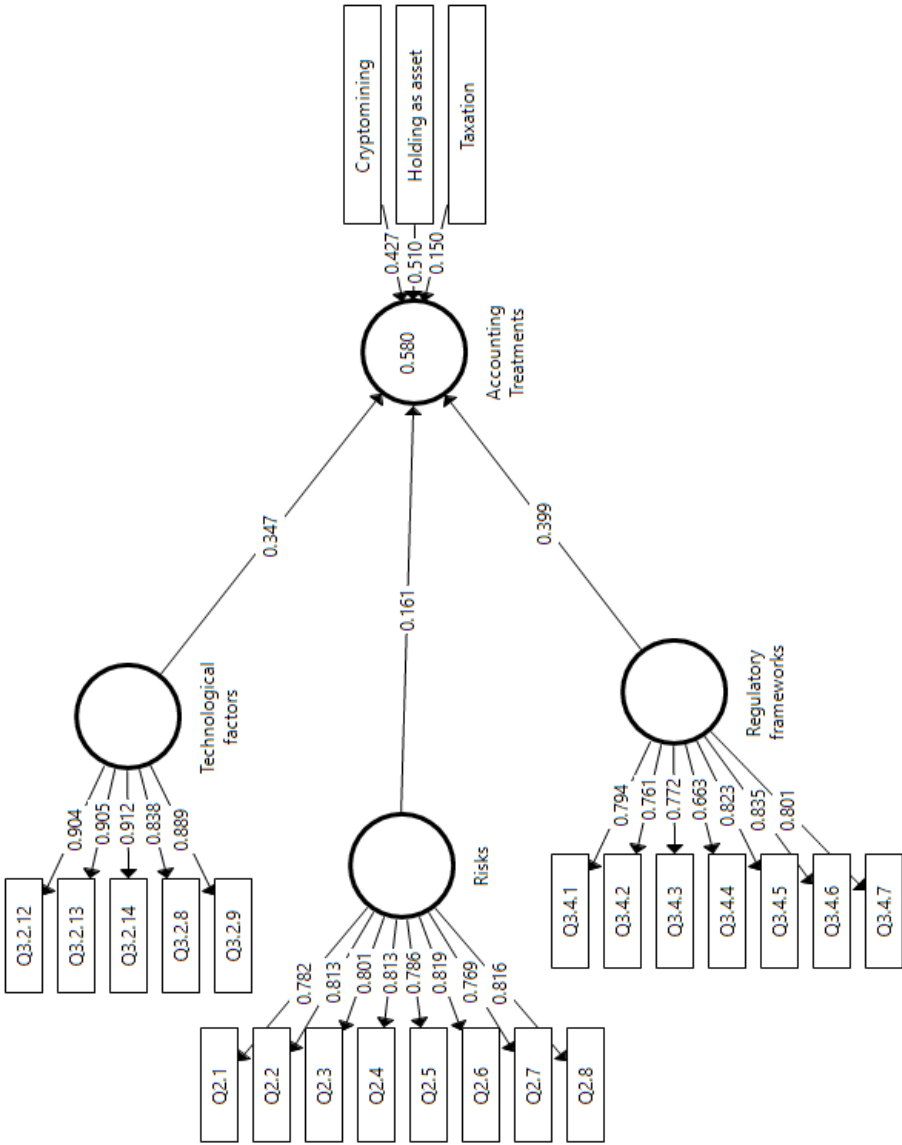 Q3.2.12
Q3.2.13
Q3.2.14
Q3.2.8
Q3.2.9
0.904
0.905
0.912
0.838
0.889
Technological
factors
0.347
Q2.1
Q2.2
Q2.3
Q2.4
Q2.5
Q2.6
Q2.7
Q2.8
0.782
0.813
0.801
0.813
0.786
0.819
0.769
0.816
Risks
0.161
Q3.4.1
Q3.4.2
Q3.4.3
Q3.4.4
Q3.4.5
Q3.4.6
Q3.4.7
0.794
0.761
0.772
0.663
0.823
0.835
0.801
Regulatory
frameworks
0.399
0.580
Accounting
Treatments
0.427
0.510
0.150
Cryptomining
Holding as asset
Taxation